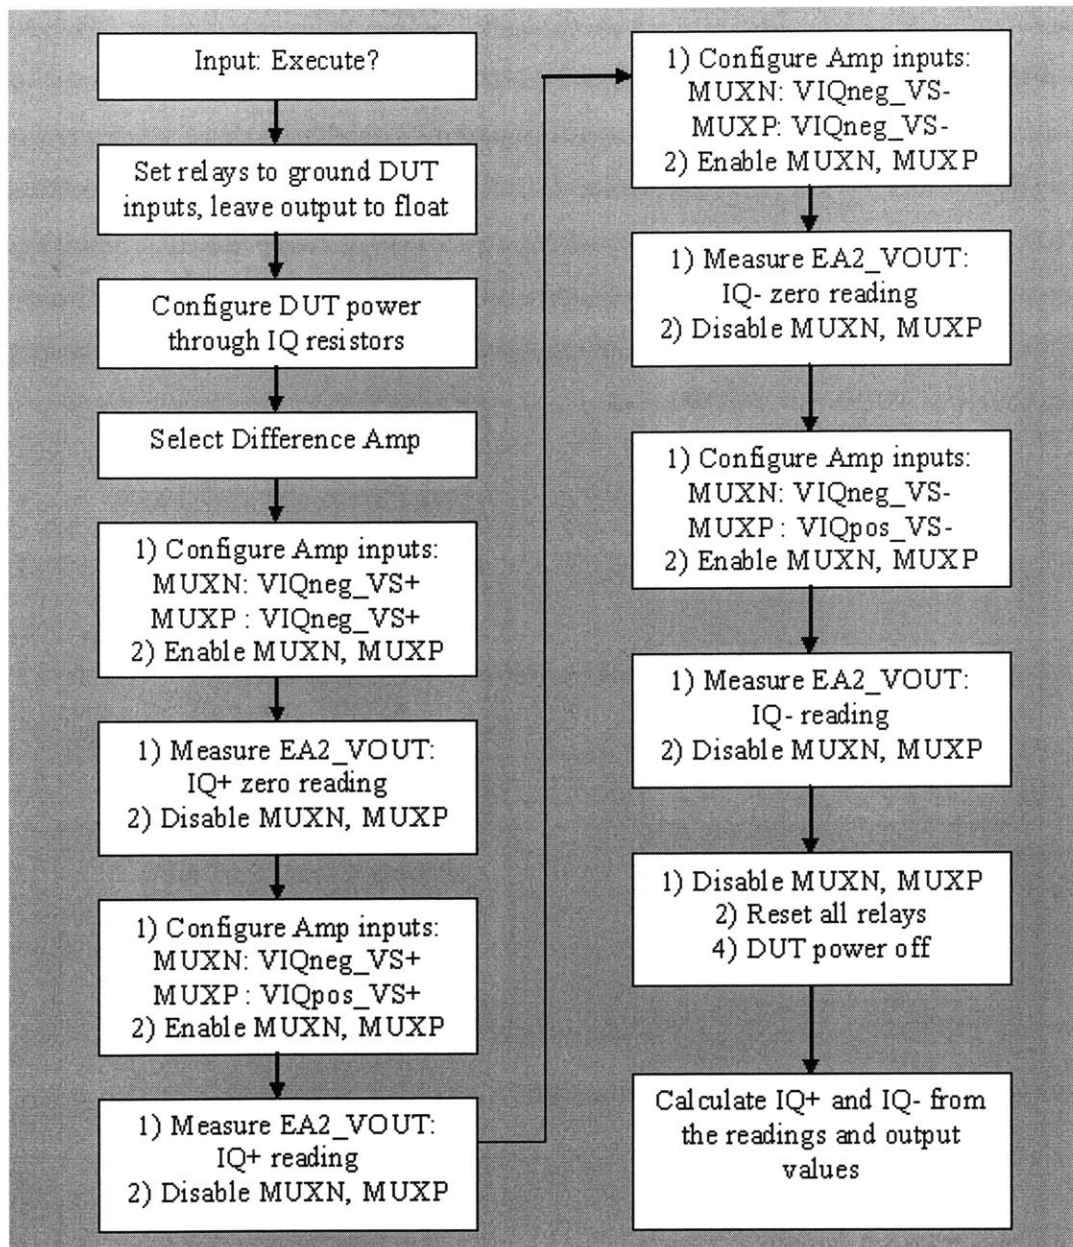 Input: Execute?
Set relays to ground DUT
inputs, leave output to float
Configure DUT power
through IQ resistors
Select Difference Amp
1) Configure Amp inputs:
MUXN: VIQneg_VS+
MUXP : VIQneg_VS+
2) Enable MUXN, MUXP
1) Measure EA2_VOUT:
IQ+ zero reading
2) Disable MUXN, MUXP
1) Configure Amp inputs:
MUXN: VIQneg_VS+
MUXP : VIQpos_VS+
2) Enable MUXN, MUXP
1) Measure EA2_VOUT:
IQ+ reading
2) Disable MUXN, MUXP
1) Configure Amp inputs:
MUXN: VIQneg_VS-
MUXP: VIQneg_VS-
2) Enable MUXN, MUXP
1) Measure EA2_VOUT:
IQ- zero reading
2) Disable MUXN, MUXP
1) Configure Amp inputs:
MUXN: VIQneg_VS-
MUXP : VIQpos_VS-
2) Enable MUXN, MUXP
1) Measure EA2_VOUT:
IQ- reading
2) Disable MUXN, MUXP
1) Disable MUXN, MUXP
2) Reset all relays
4) DUT power off
Calculate IQ+ and IQ- from
the readings and output
values